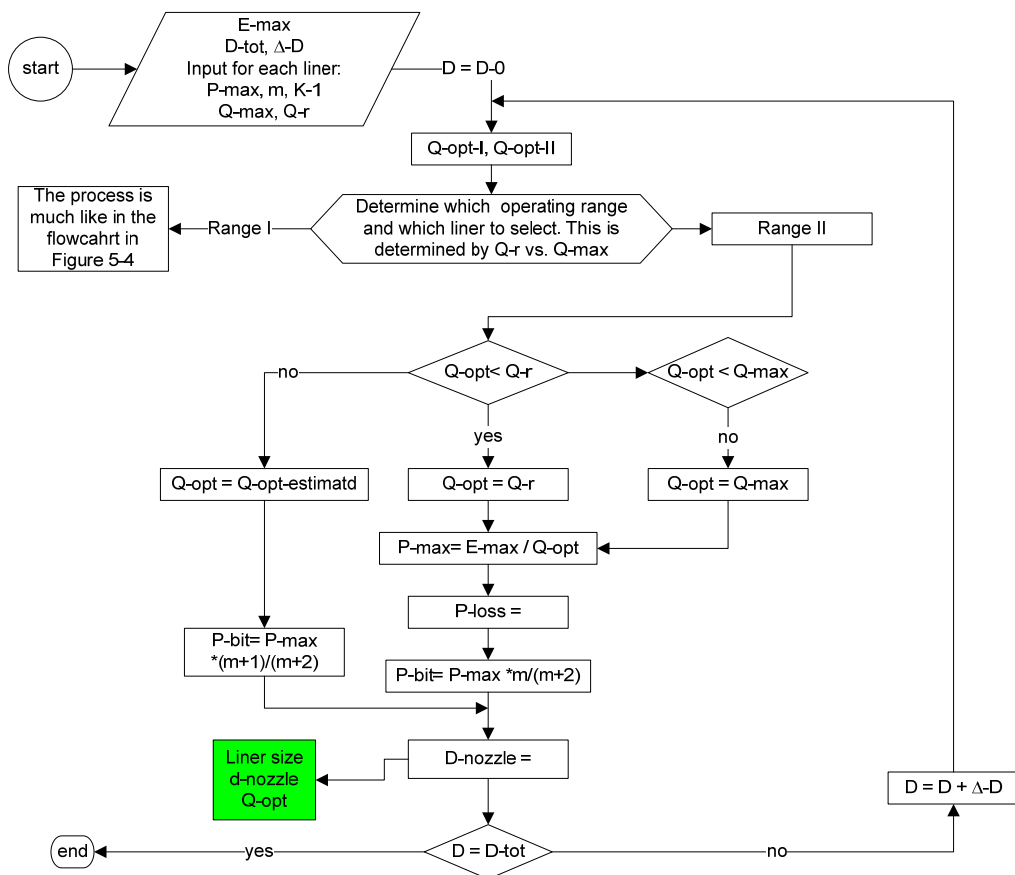 start
E-max
D-tot, Δ-D
Input for each liner:
P-max, m, K-1
Q-max, Q-r
D = D-0
Q-opt-I, Q-opt-II
The process is
much like in the
flowcahrt in
Figure 5-4
Range I
Determine which operating range
and which liner to select. This is
determined by Q-r vs. Q-max
Range II
no
Q-opt< Q-r
Q-opt < Q-max
yes
no
Q-opt = Q-opt-estimatd
Q-opt = Q-r
Q-opt = Q-max
P-max= E-max / Q-opt
P-loss =
P-bit= P-max
*(m+1)/(m+2)
P-bit= P-max *m/(m+2)
Liner size
d-nozzle
Q-opt
D-nozzle =
D = D + Δ-D
end
yes
D = D-tot
no